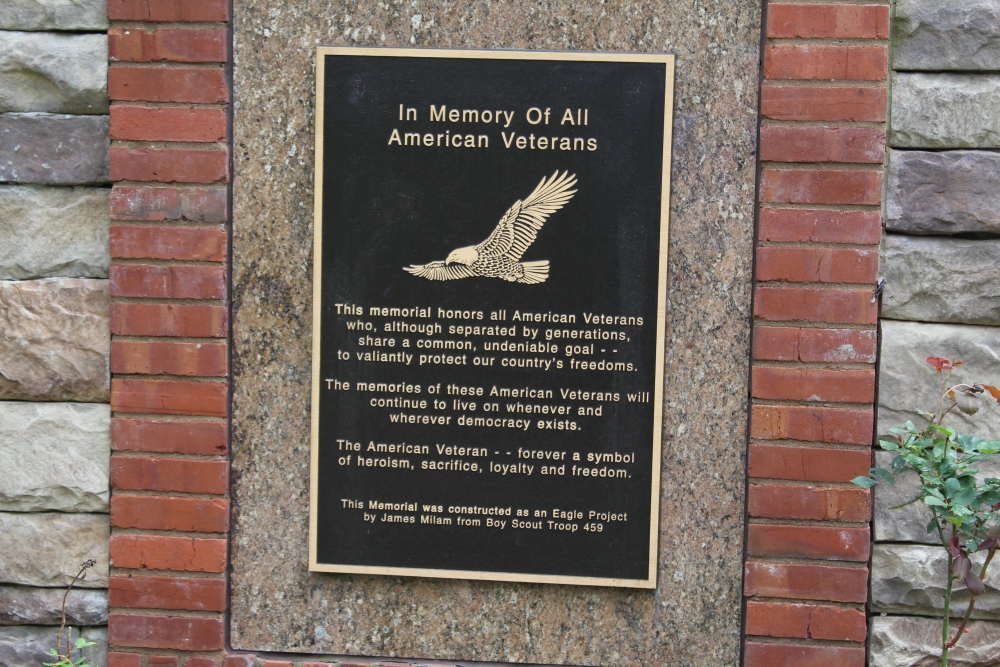 In Memory Of All
American Veterans
This memorial honors all American Veterans
who, although separated by generations,
share a common, undeniable goal - -
to valiantly protect our country's freedoms.
The memories of these American Veterans will
continue to live on whenever and
wherever democracy exists.
The American Veteran - - forever a symbol
of heroism, sacrifice, loyalty and freedom.
This Memorial was constructed as an Eagle Project
by James Milam from Boy Scout Troop 459